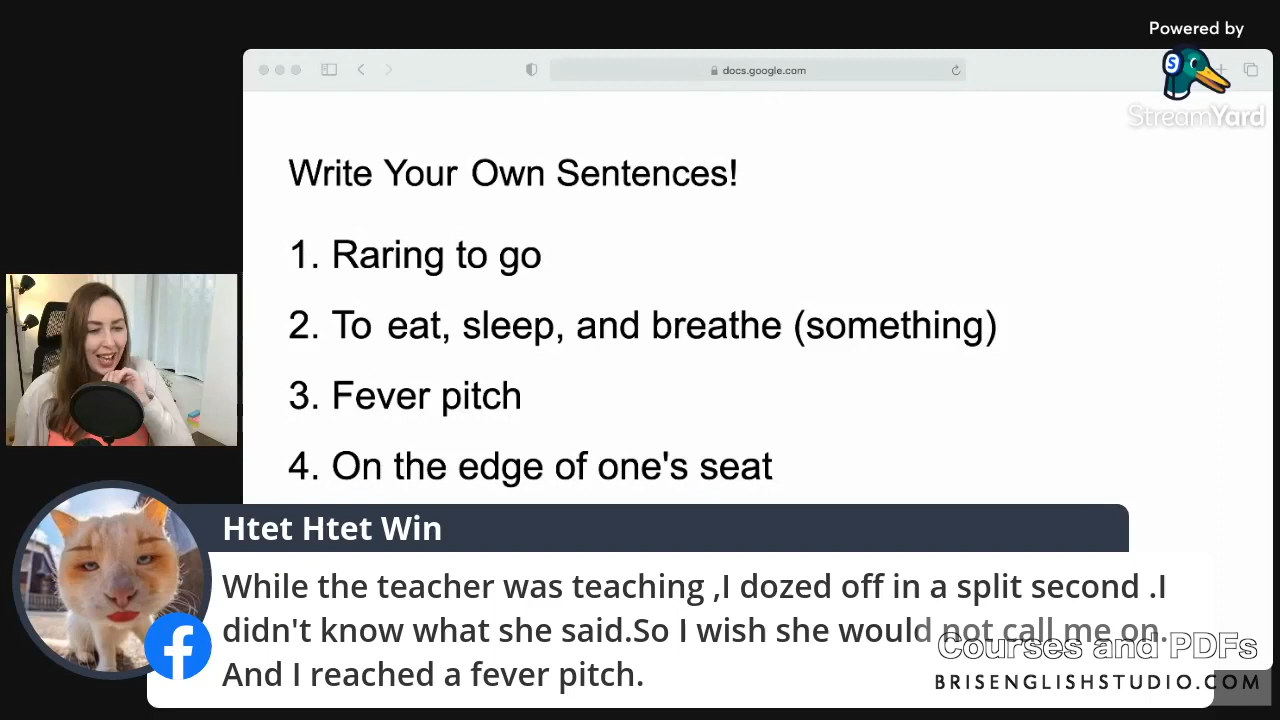 Powered by
StreamYard
docs.google.com
Write Your Own Sentences!
1. Raring to go
2. To eat, sleep, and breathe (something)
3. Fever pitch
4. On the edge of one's seat
Htet Htet Win
While the teacher was teaching ,I dozed off in a split second .I
didn't know what she said.So I wish she would not call me on.
And I reached a fever pitch.
Courses and PDFs
BRISENGLISHSTUDIO.COM